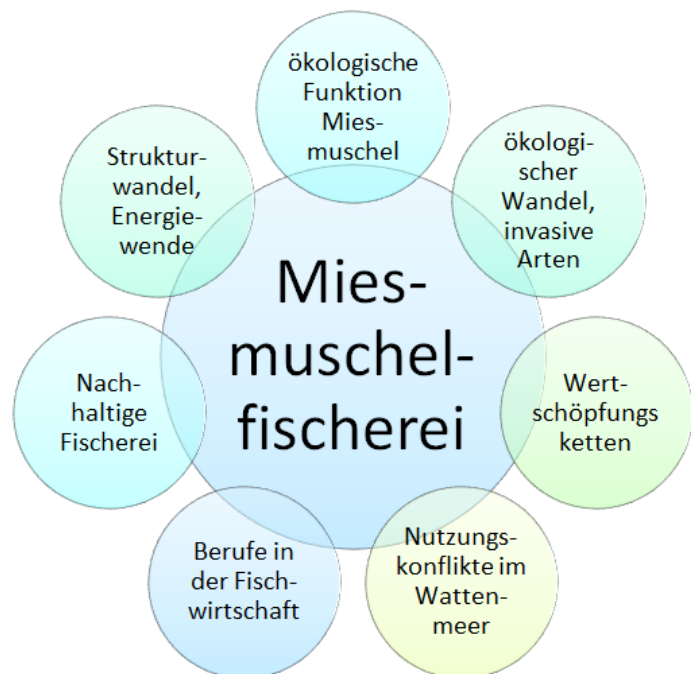 ökologische
Funktion
Mies-
muschel
ökologi-
scher
Wandel,
invasive
Arten
Wert-
schöpfungs
ketten
Nutzungs-
konflikte im
Watten-
meer
Berufe in
der Fisch-
wirtschaft
Nach-
haltige
Fischerei
Struktur-
wandel,
Energie-
wende
Mies-
muschel-
fischerei